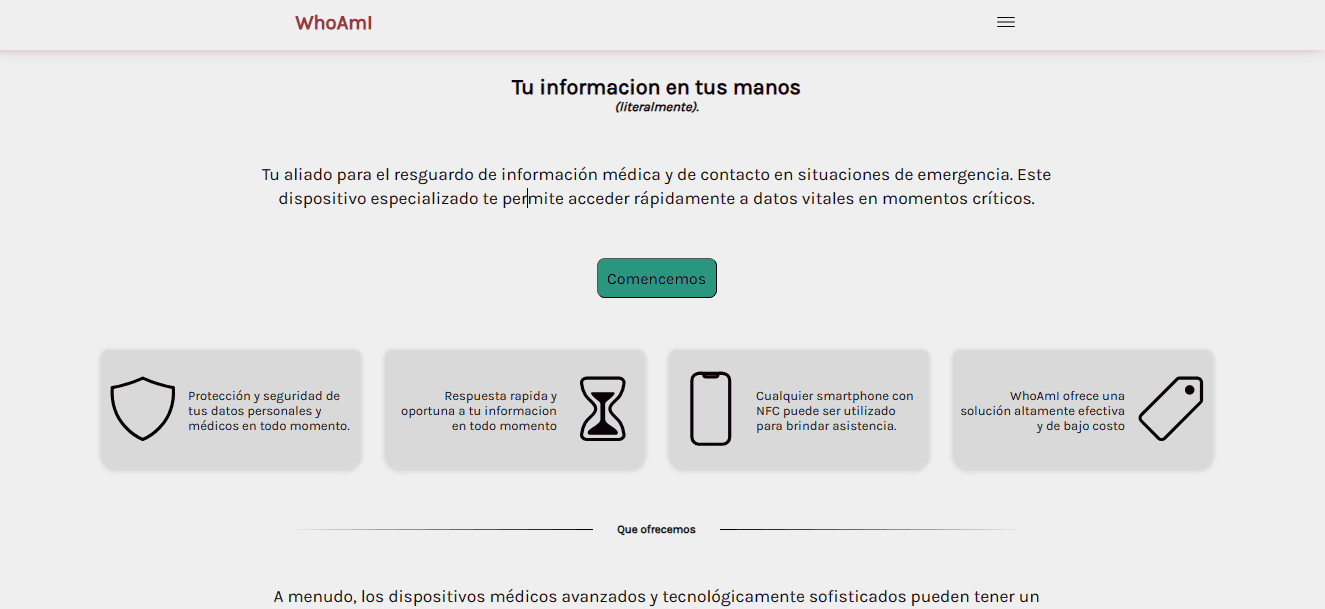 WhoAmI
Tu informacion en tus manos
(literalmente).
Tu aliado para el resguardo de información médica y de contacto en situaciones de emergencia. Este
dispositivo especializado te permite acceder rápidamente a datos vitales en momentos críticos.
Comencemos
Protección y seguridad de
tus datos personales y
médicos en todo momento.
Respuesta rapida y
oportuna a tu informacion
en todo momento
Cualquier smartphone con
NFC puede ser utilizado
para brindar asistencia.
WhoAmI ofrece una
solución altamente efectiva
y de bajo costo
Que ofrecemos
A menudo, los dispositivos médicos avanzados y tecnológicamente sofisticados pueden tener un